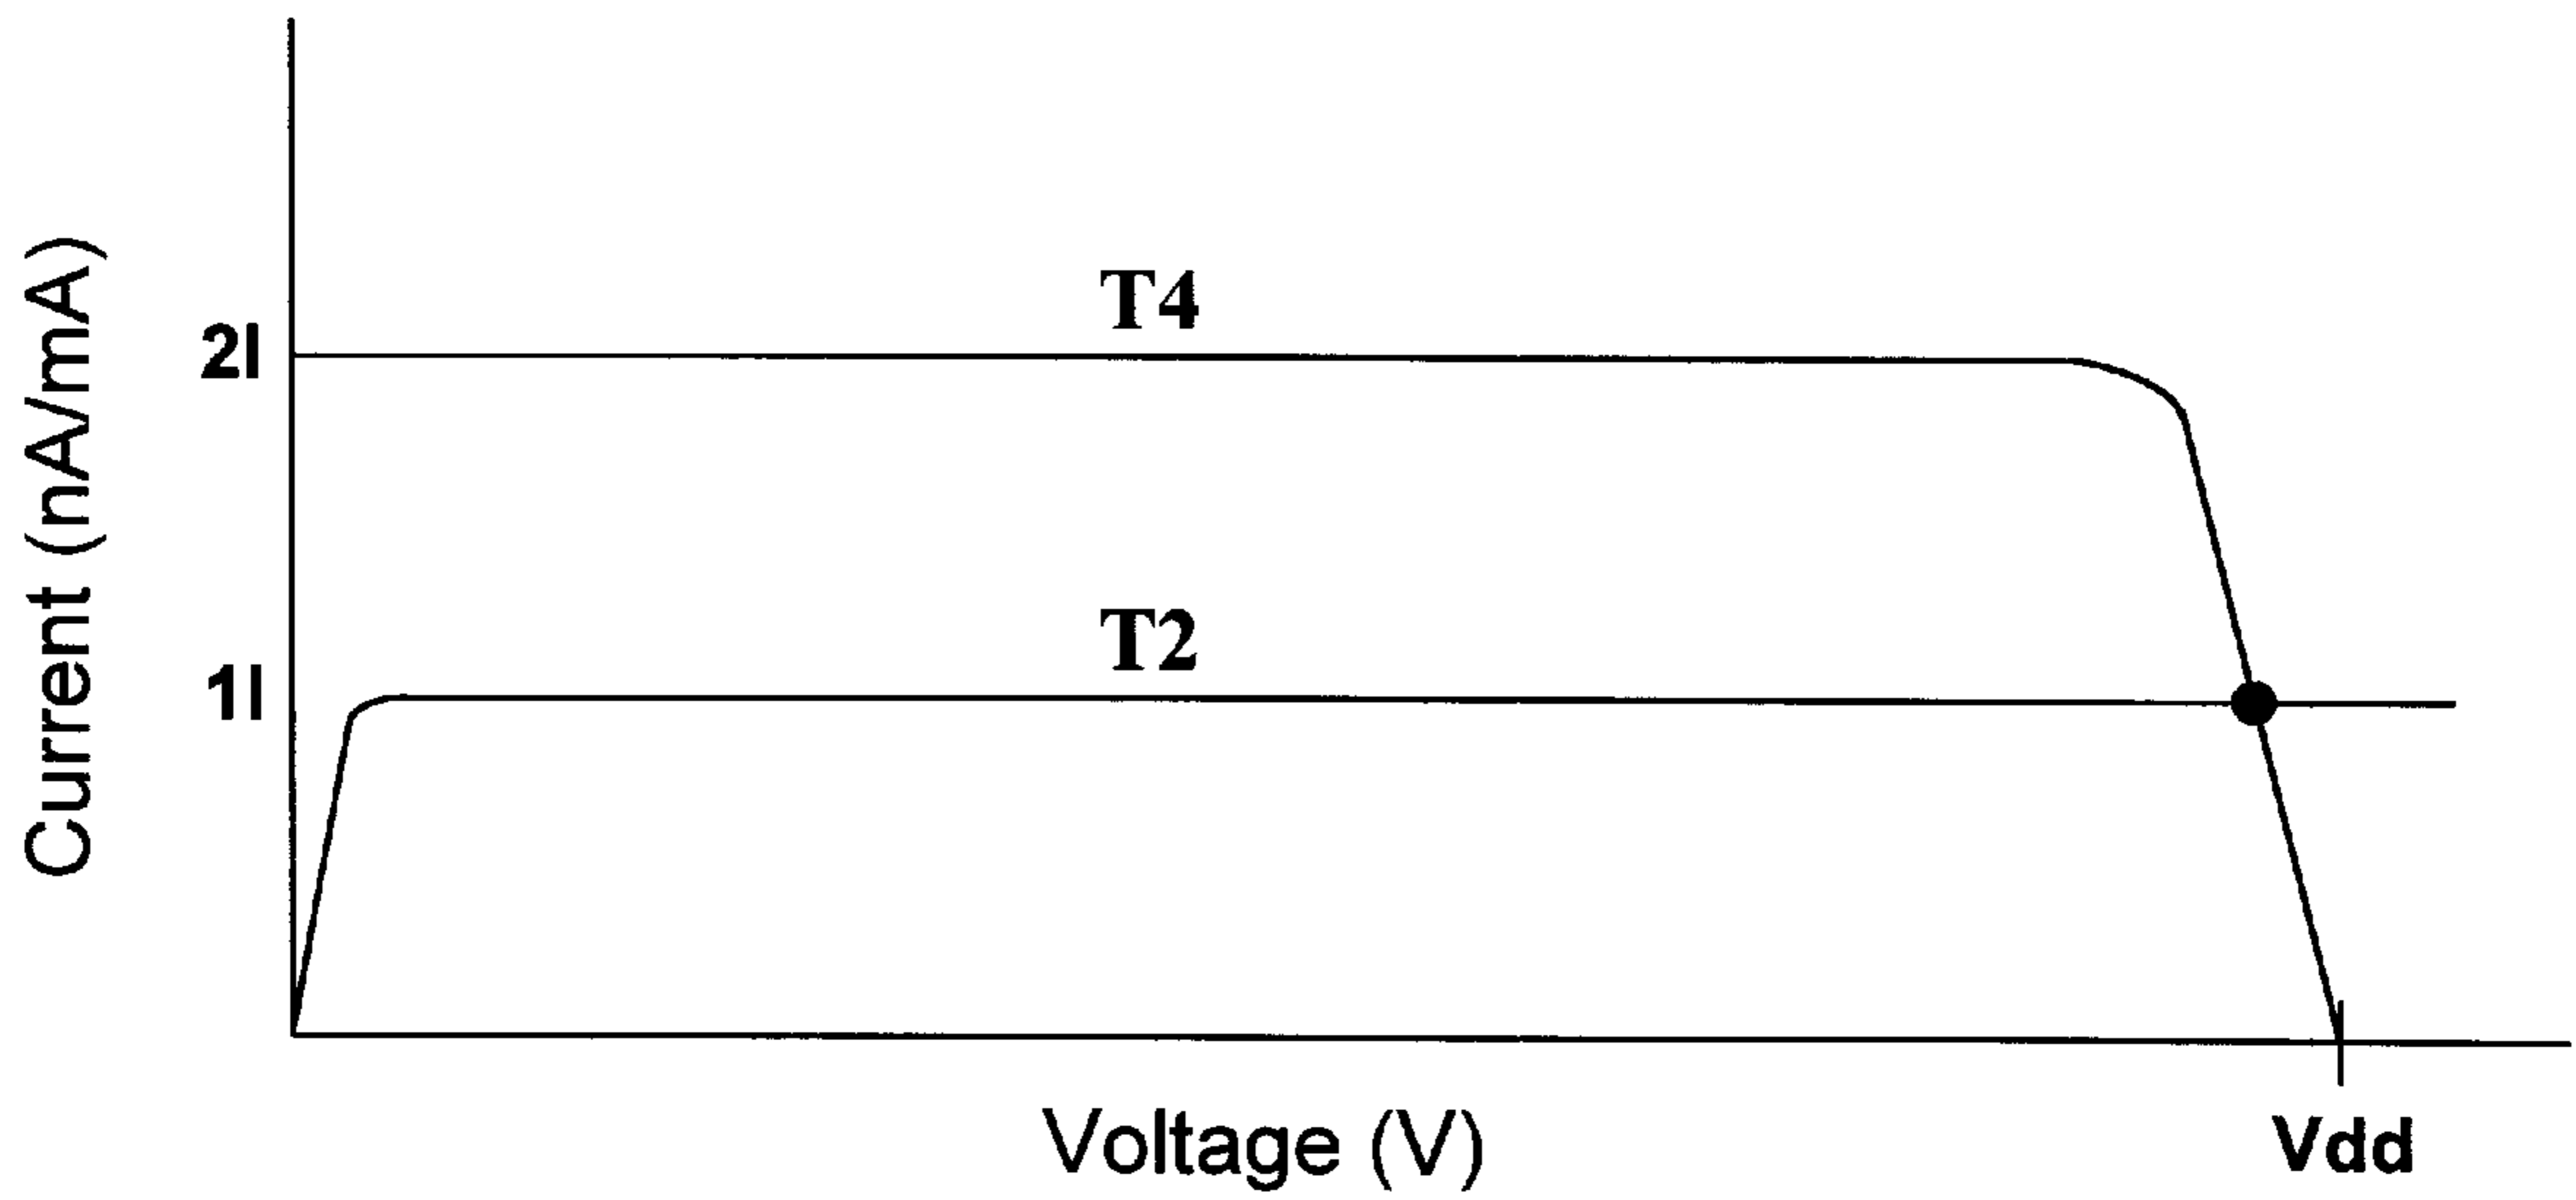 Current (nA/mA)
2I
T4
1I
T2
Voltage (V)
Vdd